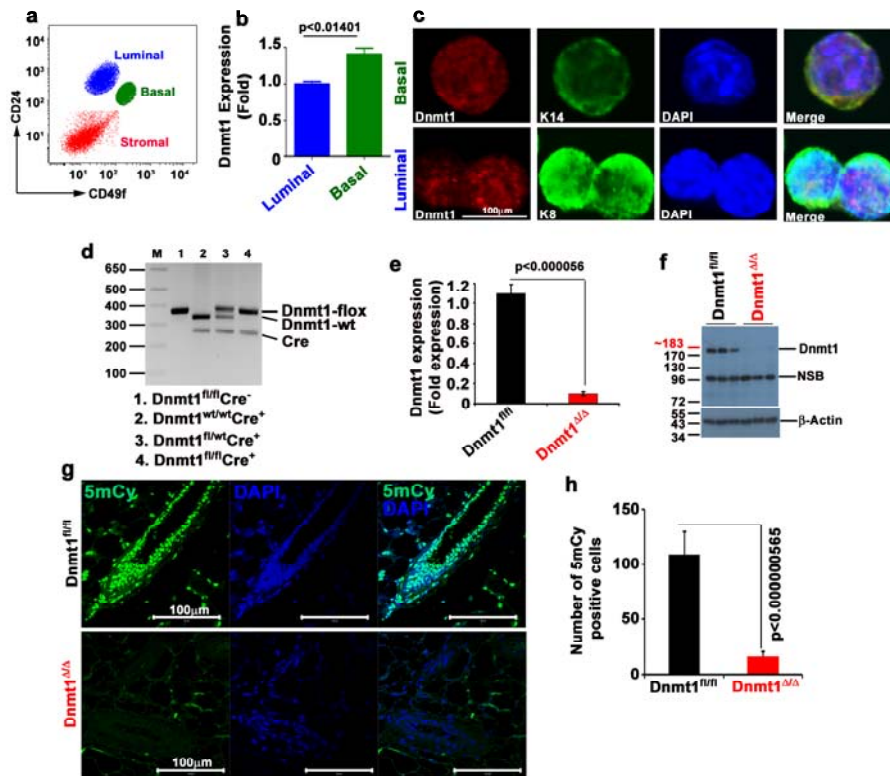 a
CD24
10⁴
10³
10²
10¹
Luminal
Basal
Stromal
10¹ 10² 10³ 10⁴
CD49f
b
p<0.01401
Dnmt1 Expression
(Fold)
1.5
1.0
0.5
0.0
Luminal
Basal
c
Basal
Dnmt1
K14
DAPI
Merge
Luminal
Dnmt1
100μm
K8
DAPI
Merge
d
M 1 2 3 4
650
500
400
300
200
100
Dnmt1-flox
Dnmt1-wt
Cre
1. Dnmt1fl/flCre-
2. Dnmt1wt/wtCre+
3. Dnmt1fl/wtCre+
4. Dnmt1fl/flCre+
e
p<0.000056
Dnmt1 expression
(Fold expression)
1.2
1.0
0.8
0.6
0.4
0.2
0
Dnmt1fl/fl
Dnmt1Δ/Δ
f
Dnmt1fl/fl
Dnmt1Δ/Δ
~183
170
130
96
72
55
43
34
Dnmt1
NSB
β-Actin
g
5mCy
DAPI
5mCy
DAPI
Dnmt1fl/fl
100μm
Dnmt1Δ/Δ
100μm
h
Number of 5mCy
positive cells
150
100
50
0
p<0.000000565
Dnmt1fl/fl
Dnmt1Δ/Δ